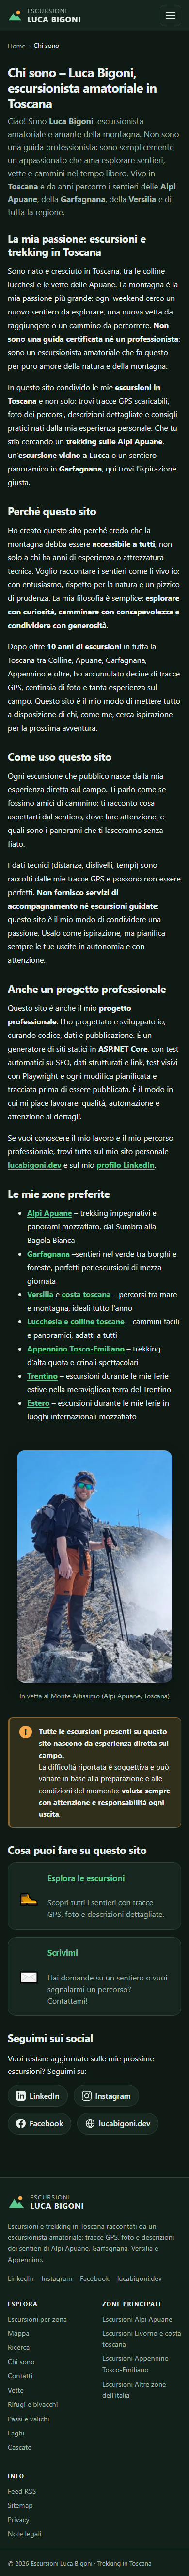 ESCURSIONI
LUCA BIGONI
Home › Chi sono
Chi sono – Luca Bigoni,
escursionista amatoriale in
Toscana
Ciao! Sono Luca Bigoni, escursionista
amatoriale e amante della montagna. Non sono
una guida professionista: sono semplicemente
un appassionato che ama esplorare sentieri,
vette e cammini nel tempo libero. Vivo in
Toscana e da anni percorro i sentieri delle Alpi
Apuane, della Garfagnana, della Versilia e di
tutta la regione.
La mia passione: escursioni e
trekking in Toscana
Sono nato e cresciuto in Toscana, tra le colline
lucchesi e le vette delle Apuane. La montagna è la
mia passione più grande: ogni weekend cerco un
nuovo sentiero da esplorare, una nuova vetta da
raggiungere o un cammino da percorrere. Non
sono una guida certificata né un professionista:
sono un escursionista amatoriale che fa questo
per puro amore della natura e della montagna.
In questo sito condivido le mie escursioni in
Toscana e non solo: trovi tracce GPS scaricabili,
foto dei percorsi, descrizioni dettagliate e consigli
pratici nati dalla mia esperienza personale. Che tu
stia cercando un trekking sulle Alpi Apuane,
un'escursione vicino a Lucca o un sentiero
panoramico in Garfagnana, qui trovi l'ispirazione
giusta.
Perché questo sito
Ho creato questo sito perché credo che la
montagna debba essere accessibile a tutti, non
solo a chi ha anni di esperienza o attrezzatura
tecnica. Voglio raccontare i sentieri come li vivo io:
con entusiasmo, rispetto per la natura e un pizzico
di prudenza. La mia filosofia è semplice: esplorare
con curiosità, camminare con consapevolezza e
condividere con generosità.
Dopo oltre 10 anni di escursioni in tutta la
Toscana tra Colline, Apuane, Garfagnana,
Appennino e oltre, ho accumulato decine di tracce
GPS, centinaia di foto e tanta esperienza sul
campo. Questo sito è il mio modo di mettere tutto
a disposizione di chi, come me, cerca ispirazione
per la prossima avventura.
Come uso questo sito
Ogni escursione che pubblico nasce dalla mia
esperienza diretta sul campo. Ti parlo come se
fossimo amici in cammino: ti racconto cosa
aspettarti dal sentiero, dove fare attenzione, e
quali sono i panorami che ti lasceranno senza
fiato.
I dati tecnici (distanze, dislivelli, tempi) sono
raccolti dalle mie tracce GPS e possono non essere
perfetti. Non fornisco servizi di
accompagnamento né escursioni guidate:
questo sito è il mio modo di condividere una
passione. Usalo come ispirazione, ma pianifica
sempre le tue uscite in autonomia e con
attenzione.
Anche un progetto professionale
Questo sito è anche il mio progetto
professionale: l'ho progettato e sviluppato io,
curando codice, dati e pubblicazione. È un
generatore di siti statici in ASP.NET Core, con test
automatici su SEO, dati strutturati e link, test visivi
con Playwright e ogni modifica pianificata e
tracciata prima di essere pubblicata. È il modo in
cui mi piace lavorare: qualità, automazione e
attenzione ai dettagli.
Se vuoi conoscere il mio lavoro e il mio percorso
professionale, trovi tutto sul mio sito personale
lucabigoni.dev e sul mio profilo LinkedIn.
Le mie zone preferite
Alpi Apuane – trekking impegnativi e
panorami mozzafiato, dal Sumbra alla
Bagola Bianca
Garfagnana –sentieri nel verde tra borghi e
foreste, perfetti per escursioni di mezza
giornata
Versilia e costa toscana – percorsi tra mare
e montagna, ideali tutto l'anno
Lucchesia e colline toscane – cammini facili
e panoramici, adatti a tutti
Appennino Tosco-Emiliano – trekking
d'alta quota e crinali spettacolari
Trentino – escursioni durante le mie ferie
estive nella meravigliosa terra del Trentino
Estero – escursioni durante le mie ferie in
luoghi internazionali mozzafiato
In vetta al Monte Altissimo (Alpi Apuane, Toscana)
! Tutte le escursioni presenti su questo
sito nascono da esperienza diretta sul
campo.
La difficoltà riportata è soggettiva e può
variare in base alla preparazione e alle
condizioni del momento: valuta sempre
con attenzione e responsabilità ogni
uscita.
Cosa puoi fare su questo sito
Esplora le escursioni
Scopri tutti i sentieri con tracce
GPS, foto e descrizioni dettagliate.
Scrivimi
Hai domande su un sentiero o vuoi
segnalarmi un percorso?
Contattami!
Seguimi sui social
Vuoi restare aggiornato sulle mie prossime
escursioni? Seguimi su:
LinkedIn
Instagram
Facebook
lucabigoni.dev
ESCURSIONI
LUCA BIGONI
Escursioni e trekking in Toscana raccontati da un
escursionista amatoriale: tracce GPS, foto e descrizioni
dei sentieri di Alpi Apuane, Garfagnana, Versilia e
Appennino.
LinkedIn Instagram Facebook lucabigoni.dev
ESPLORA
Escursioni per zona
Mappa
Ricerca
Chi sono
Contatti
Vette
Rifugi e bivacchi
Passi e valichi
Laghi
Cascate
ZONE PRINCIPALI
Escursioni Alpi Apuane
Escursioni Livorno e costa
toscana
Escursioni Appennino
Tosco-Emiliano
Escursioni Altre zone
dell'italia
INFO
Feed RSS
Sitemap
Privacy
Note legali
© 2026 Escursioni Luca Bigoni · Trekking in Toscana